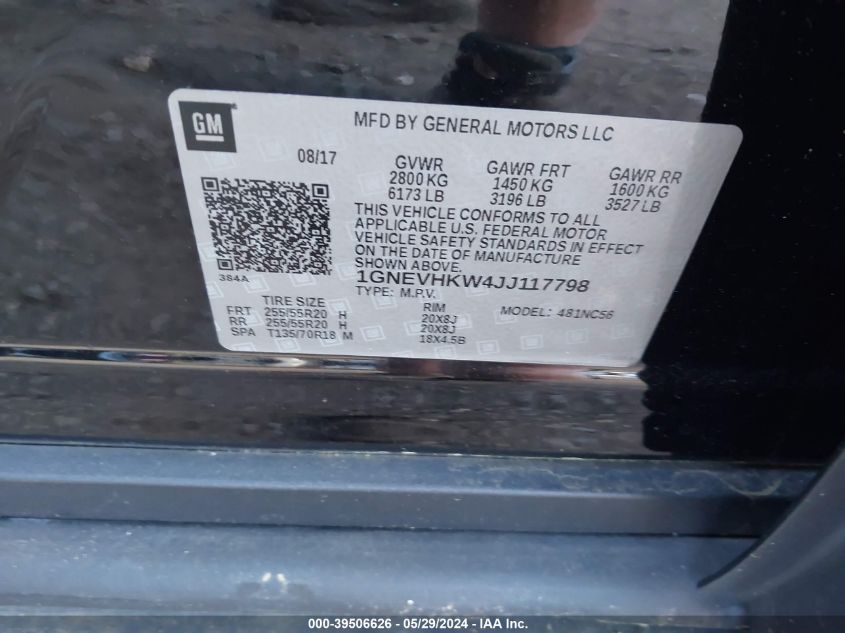 GM
MFD BY GENERAL MOTORS LLC
08/17
GVWR
2800 KG
6173 LB
GAWR FRT
1450 KG
3196 LB
GAWR RR
1600 KG
3527 LB
THIS VEHICLE CONFORMS TO ALL
APPLICABLE U.S. FEDERAL MOTOR
VEHICLE SAFETY STANDARDS IN EFFECT
ON THE DATE OF MANUFACTURE
SHOWN ABOVE.
384A
1GNEVHKW4JJ117798
TYPE: M.P.V.
MODEL: 481NC56
TIRE SIZE
RIM
FRT 255/55R20 H 20X8J
RR 255/55R20 H 20X8J
SPA T135/70R18 M 18X4.5B
000-39506626 - 05/29/2024 - IAA Inc.